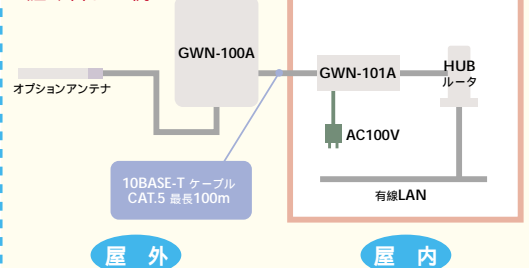 GWN-100A
オプションアンテナ
GWN-101A
HUB
ルータ
AC100V
10BASE-T ケーブル
CAT.5 最長100m
有線LAN
屋 外
屋 内